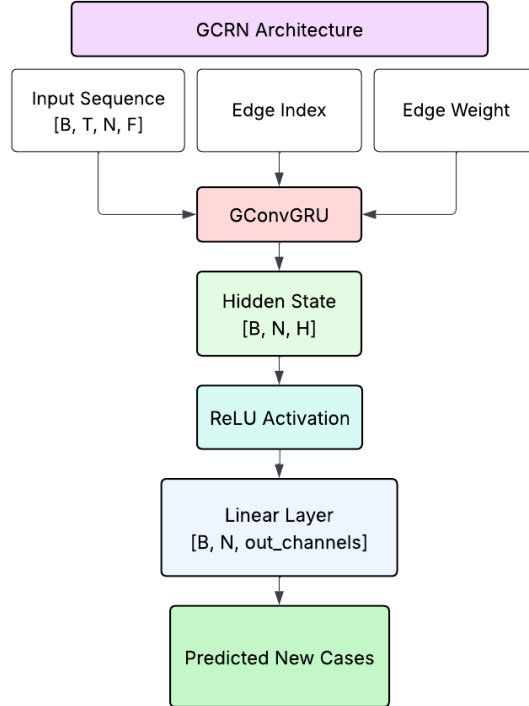 GCRN Architecture
Input Sequence
[B, T, N, F]
Edge Index
Edge Weight
GConvGRU
Hidden State
[B, N, H]
ReLU Activation
Linear Layer
[B, N, out_channels]
Predicted New Cases